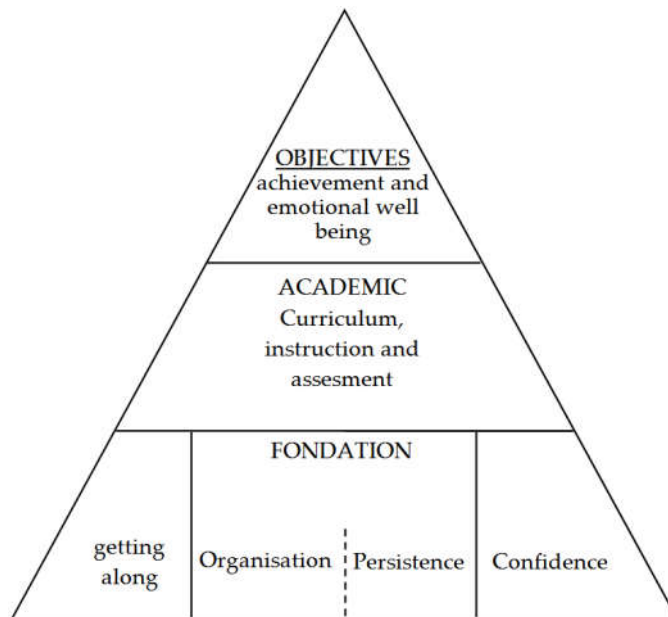 OBJECTIVES
achievement and
emotional well
being
ACADEMIC
Curriculum,
instruction and
assesment
FONDATION
getting
along
Organisation
Persistence
Confidence